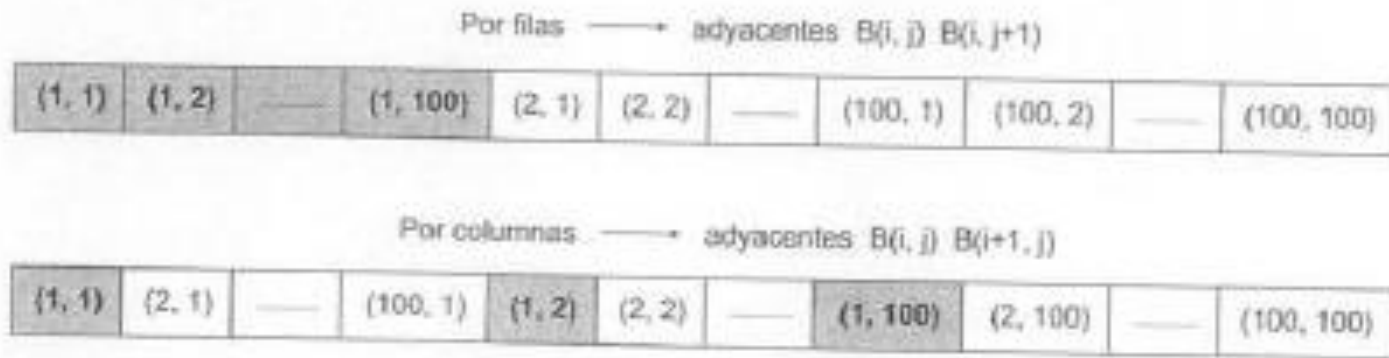 Por filas → adyacentes B(i, j) B(i, j+1)
(1, 1) (1, 2) —— (1, 100) (2, 1) (2, 2) —— (100, 1) (100, 2) —— (100, 100)
Por columnas → adyacentes B(i, j) B(i+1, j)
(1, 1) (2, 1) —— (100, 1) (1, 2) (2, 2) —— (1, 100) (2, 100) —— (100, 100)